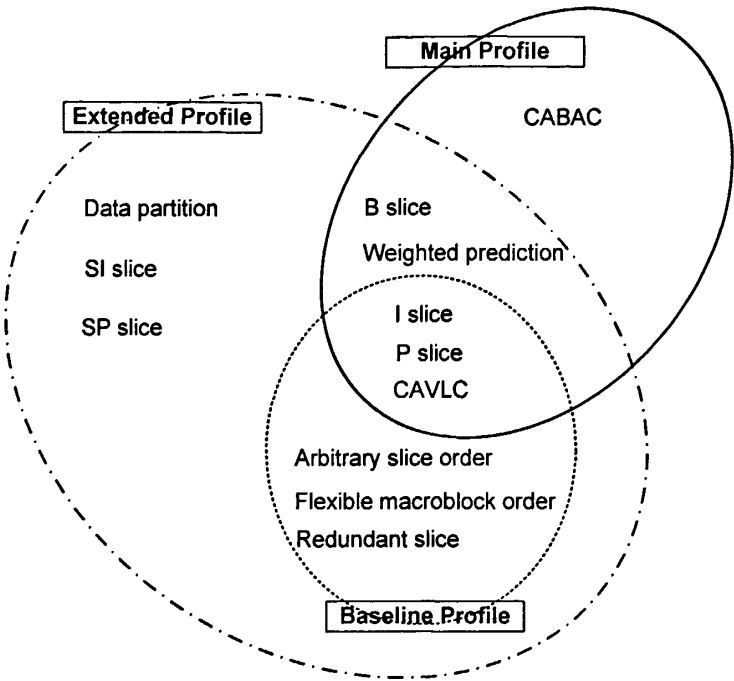 Main Profile
Extended Profile
CABAC
Data partition
B slice
SI slice
Weighted prediction
SP slice
I slice
P slice
CAVLC
Arbitrary slice order
Flexible macroblock order
Redundant slice
Baseline Profile